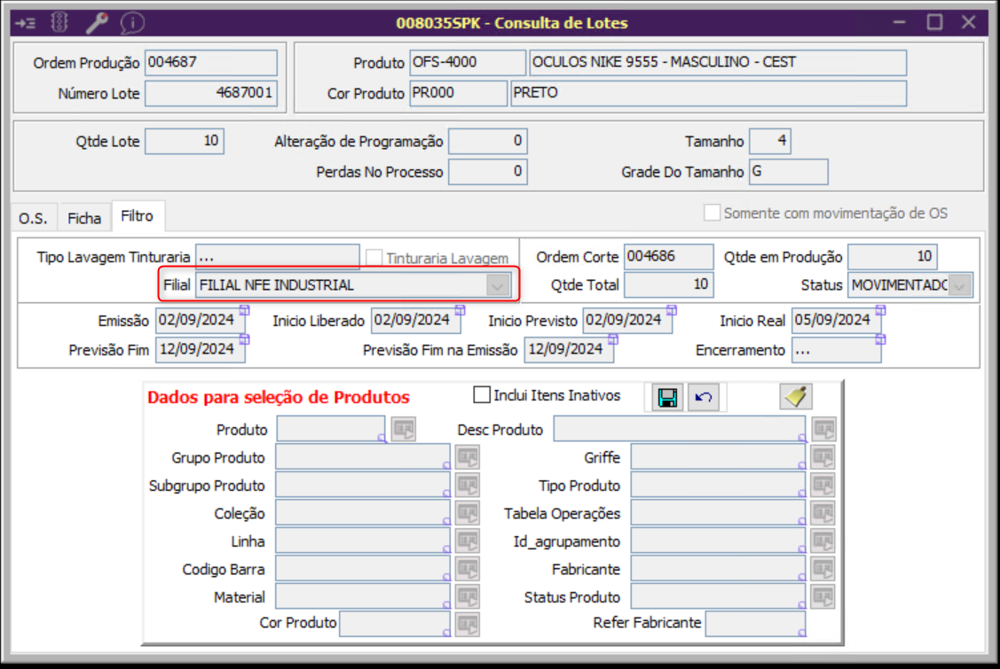 008035SPK - Consulta de Lotes
Ordem Produção 004687 Produto OFS-4000 OCULOS NIKE 9555 - MASCULINO - CEST
Número Lote 4687001 Cor Produto PR000 PRETO
Qtde Lote 10 Alteração de Programação 0 Tamanho 4
Perdas No Processo 0 Grade Do Tamanho G
O.S. Ficha Filtro Somente com movimentação de OS
Tipo Lavagem Tinturaria ... Tinturaria Lavagem Ordem Corte 004686 Qtde em Produção 10
Filial FILIAL NFE INDUSTRIAL Qtde Total 10 Status MOVIMENTADO
Emissão 02/09/2024 Inicio Liberado 02/09/2024 Inicio Previsto 02/09/2024 Inicio Real 05/09/2024
Previsão Fim 12/09/2024 Previsão Fim na Emissão 12/09/2024 Encerramento ...
Dados para seleção de Produtos Inclui Itens Inativos
Produto Desc Produto
Grupo Produto Griffe
Subgrupo Produto Tipo Produto
Coleção Tabela Operações
Linha Id_agrupamento
Codigo Barra Fabricante
Material Status Produto
Cor Produto Refer Fabricante